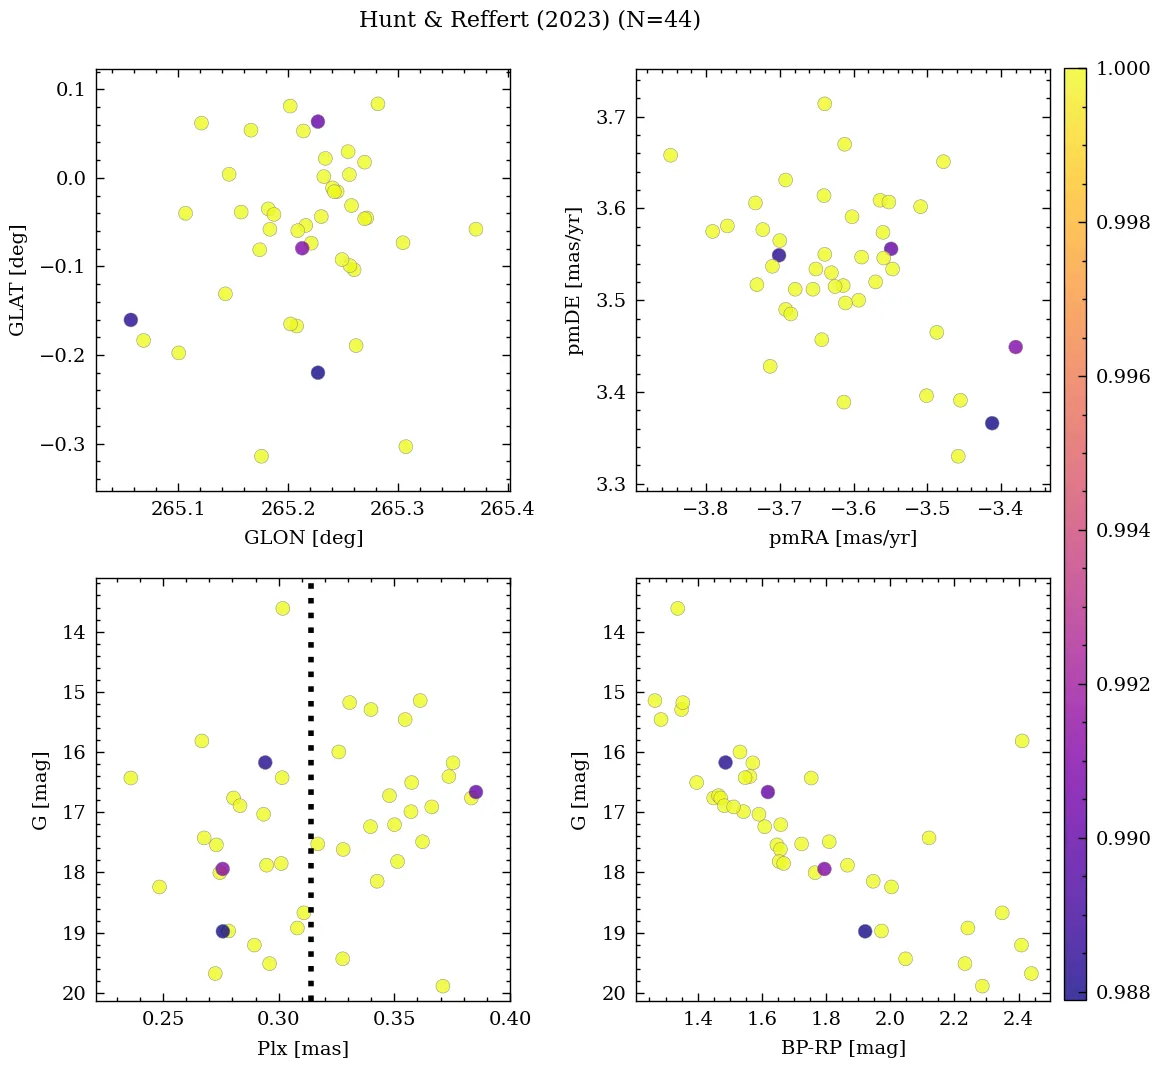 Hunt & Reffert (2023) (N=44)
0.1
0.0
−0.1
−0.2
−0.3
GLAT [deg]
265.1 265.2 265.3 265.4
GLON [deg]
3.7
3.6
3.5
3.4
3.3
pmDE [mas/yr]
−3.8 −3.7 −3.6 −3.5 −3.4
pmRA [mas/yr]
14
15
16
17
18
19
20
G [mag]
0.25 0.30 0.35 0.40
Plx [mas]
14
15
16
17
18
19
20
G [mag]
1.4 1.6 1.8 2.0 2.2 2.4
BP-RP [mag]
1.000
0.998
0.996
0.994
0.992
0.990
0.988